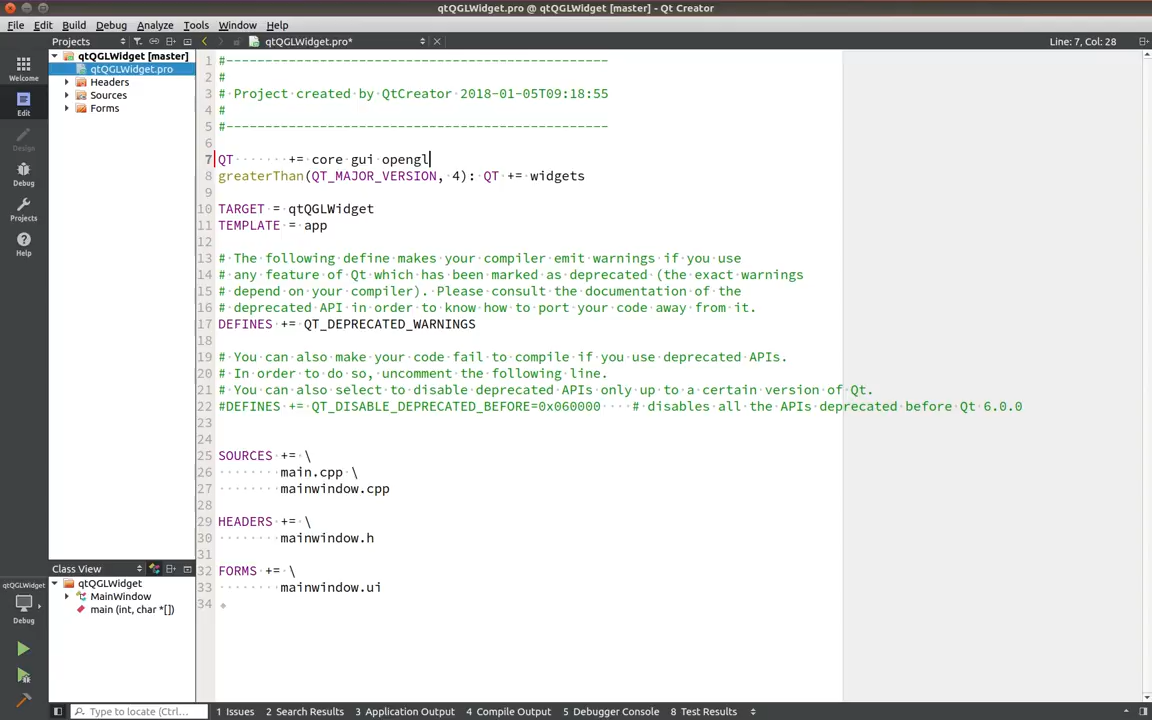 qtQGLWidget.pro @ qtQGLWidget [master] - Qt Creator
File Edit Build Debug Analyze Tools Window Help
Projects qtQGLWidget.pro* Line: 7, Col: 28
Welcome
Edit
Design
Debug
Projects
Help
qtQGLWidget [master]
qtQGLWidget.pro
Headers
Sources
Forms
1 #-------------------------------------------------
2 #
3 # Project created by QtCreator 2018-01-05T09:18:55
4 #
5 #-------------------------------------------------
6
7 QT += core gui opengl
8 greaterThan(QT_MAJOR_VERSION, 4): QT += widgets
9
10 TARGET = qtQGLWidget
11 TEMPLATE = app
12
13 # The following define makes your compiler emit warnings if you use
14 # any feature of Qt which has been marked as deprecated (the exact warnings
15 # depend on your compiler). Please consult the documentation of the
16 # deprecated API in order to know how to port your code away from it.
17 DEFINES += QT_DEPRECATED_WARNINGS
18
19 # You can also make your code fail to compile if you use deprecated APIs.
20 # In order to do so, uncomment the following line.
21 # You can also select to disable deprecated APIs only up to a certain version of Qt.
22 #DEFINES += QT_DISABLE_DEPRECATED_BEFORE=0x060000 # disables all the APIs deprecated before Qt 6.0.0
23
24
25 SOURCES += \
26 main.cpp \
27 mainwindow.cpp
28
29 HEADERS += \
30 mainwindow.h
31
32 FORMS += \
33 mainwindow.ui
34
Class View
qtQGLWidget
MainWindow
main (int, char *[])
qtQGLWidget
Debug
Type to locate (Ctrl... 1 Issues 2 Search Results 3 Application Output 4 Compile Output 5 Debugger Console 8 Test Results